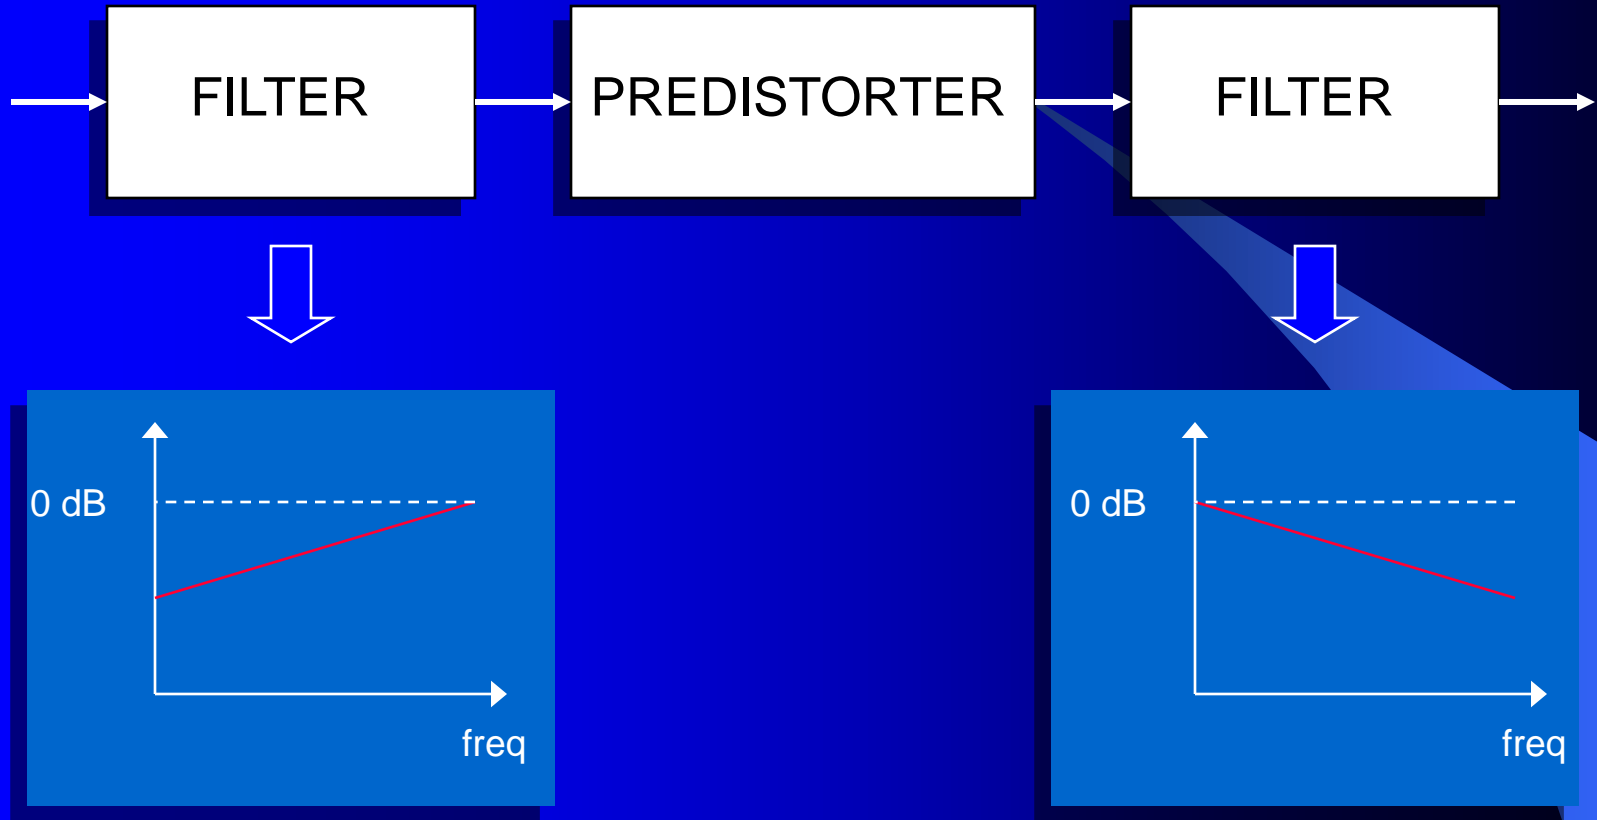 FILTER
PREDISTORTER
FILTER
0 dB
freq
0 dB
freq